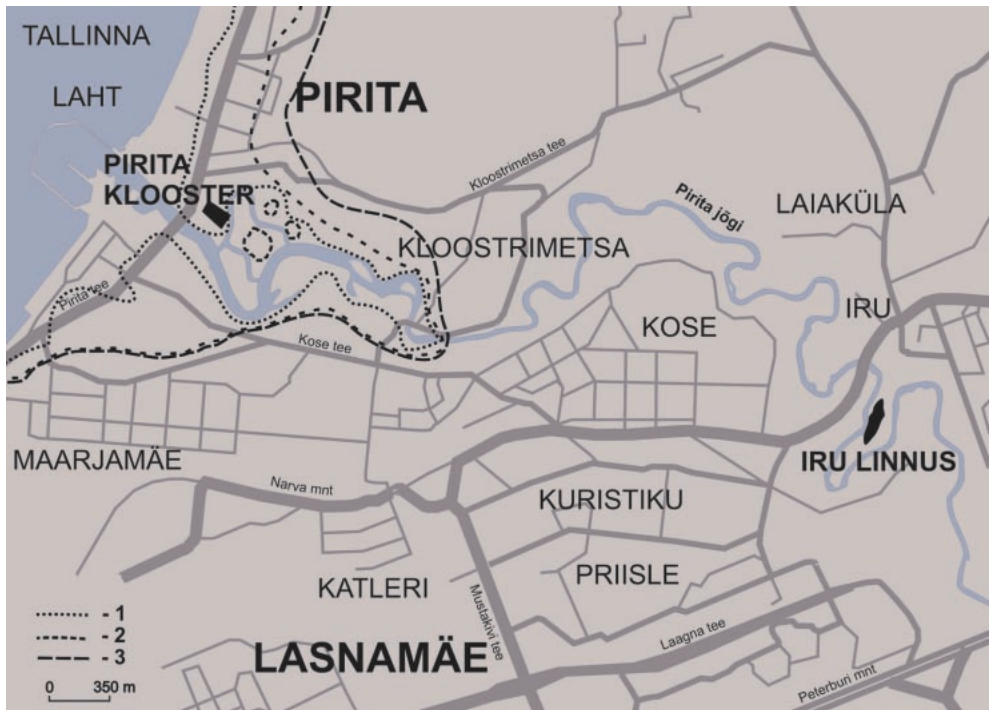 TALLINNA
LAHT
PIRITA
PIRITA
KLOOSTER
Kloostrimetsa tee
Pirita jõgi
LAIAKÜLA
KLOOSTRIMETSA
Pirita tee
IRU
KOSE
Kose tee
MAARJAMÄE
IRU LINNUS
Narva mnt
KURISTIKU
PRIISLE
KATLERI
Mustakivi tee
- 1
- 2
- 3
LASNAMÄE
Laagna tee
Peterburi mnt
0 350 m